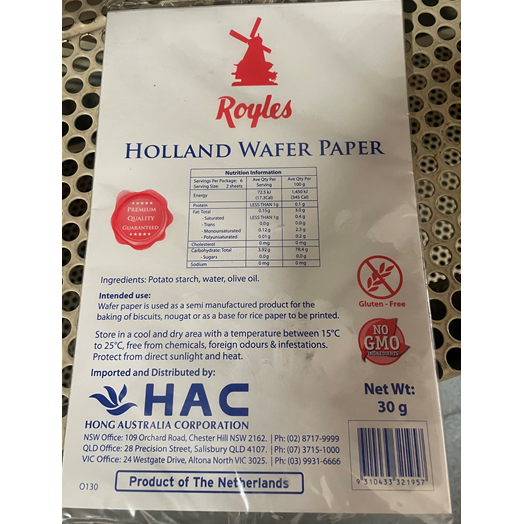 Royles
HOLLAND WAFER PAPER
Nutrition Information
Servings Per Package: 6
Serving Size: 2 sheets
Ave Qty Per Serving
Ave Qty Per 100 g
Energy 72.5 kJ (17.3Cal) 1,450 kJ (345 Cal)
Protein LESS THAN 1g 0.1 g
Fat. Total 0.15g 3.0 g
- Saturated LESS THAN 1g 0.4 g
- Trans 0.0g 0.0 g
- Monounsaturated 0.12g 2.3 g
- Polyunsaturated 0.01g 0.2 g
Cholesterol 0 mg 0 mg
Carbohydrate: Total 3.92g 78.4 g
- Sugars 0.0g 0.0 g
Sodium 0 mg 0 mg
PREMIUM
QUALITY
GUARANTEED
Ingredients: Potato starch, water, olive oil.
Intended use:
Wafer paper is used as a semi manufactured product for the
baking of biscuits, nougat or as a base for rice paper to be printed.
Store in a cool and dry area with a temperature between 15°C
to 25°C, free from chemicals, foreign odours & infestations.
Protect from direct sunlight and heat.
Gluten - Free
NO
GMO
INGREDIENTS
Imported and Distributed by:
HAC
HONG AUSTRALIA CORPORATION
NSW Office: 109 Orchard Road, Chester Hill NSW 2162. | Ph: (02) 8717-9999
QLD Office: 28 Precision Street, Salisbury QLD 4107. | Ph: (07) 3715-1000
VIC Office: 24 Westgate Drive, Altona North VIC 3025. | Ph: (03) 9931-6666
Net Wt:
30 g
O130
Product of The Netherlands
9 310433 321957